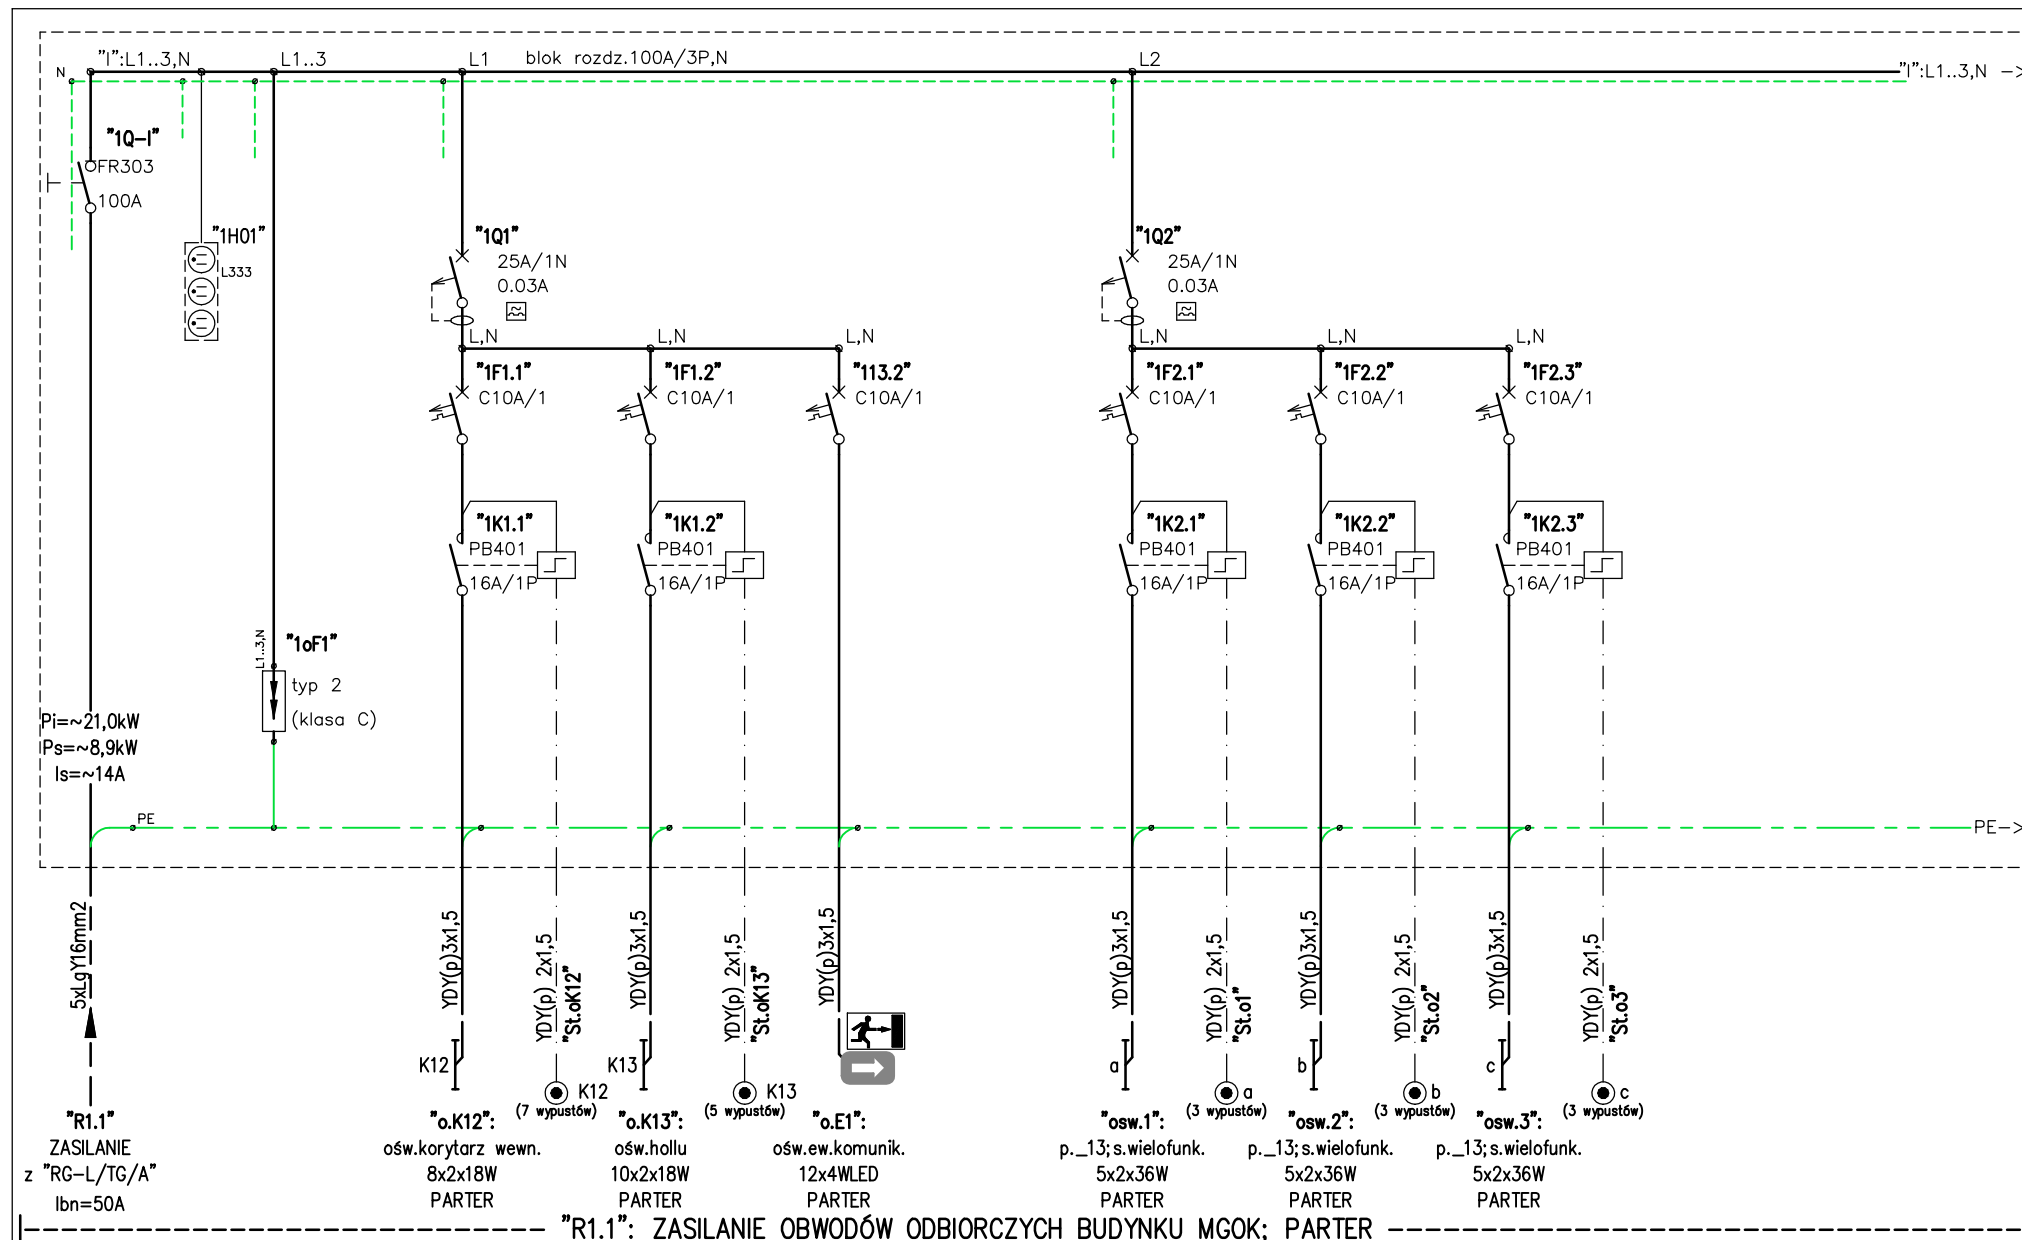 N
"I":L1..3,N
L1..3
L1
blok rozdz.100A/3P,N
L2
"I":L1..3,N ->
"1Q-I"
FR303
100A
"1H01"
L333
"1Q1"
25A/1N
0.03A
"1Q2"
25A/1N
0.03A
L,N
L,N
L,N
L,N
L,N
L,N
"1F1.1"
C10A/1
"1F1.2"
C10A/1
"113.2"
C10A/1
"1F2.1"
C10A/1
"1F2.2"
C10A/1
"1F2.3"
C10A/1
"1K1.1"
PB401
16A/1P
"1K1.2"
PB401
16A/1P
"1K2.1"
PB401
16A/1P
"1K2.2"
PB401
16A/1P
"1K2.3"
PB401
16A/1P
L1..3,N
"1oF1"
typ 2
(klasa C)
Pi=~21,0kW
Ps=~8,9kW
Is=~14A
PE
PE->
5xLgY16mm2
YDY(p)3x1,5
YDY(p) 2x1,5
"St.oK12"
YDY(p)3x1,5
YDY(p) 2x1,5
"St.oK13"
YDY(p)3x1,5
YDY(p)3x1,5
YDY(p) 2x1,5
"St.o1"
YDY(p)3x1,5
YDY(p) 2x1,5
"St.o2"
YDY(p)3x1,5
YDY(p) 2x1,5
"St.o3"
K12
K12
(7 wypustów)
K13
K13
(5 wypustów)
a
a
(3 wypustów)
b
b
(3 wypustów)
c
c
(3 wypustów)
"R1.1"
ZASILANIE
z "RG-L/TG/A"
Ibn=50A
"o.K12":
ośw.korytarz wewn.
8x2x18W
PARTER
"o.K13":
ośw.hollu
10x2x18W
PARTER
"o.E1":
ośw.ew.komunik.
12x4WLED
PARTER
"osw.1":
p._13;s.wielofunk.
5x2x36W
PARTER
"osw.2":
p._13;s.wielofunk.
5x2x36W
PARTER
"osw.3":
p._13;s.wielofunk.
5x2x36W
PARTER
"R1.1": ZASILANIE OBWODÓW ODBIORCZYCH BUDYNKU MGOK; PARTER